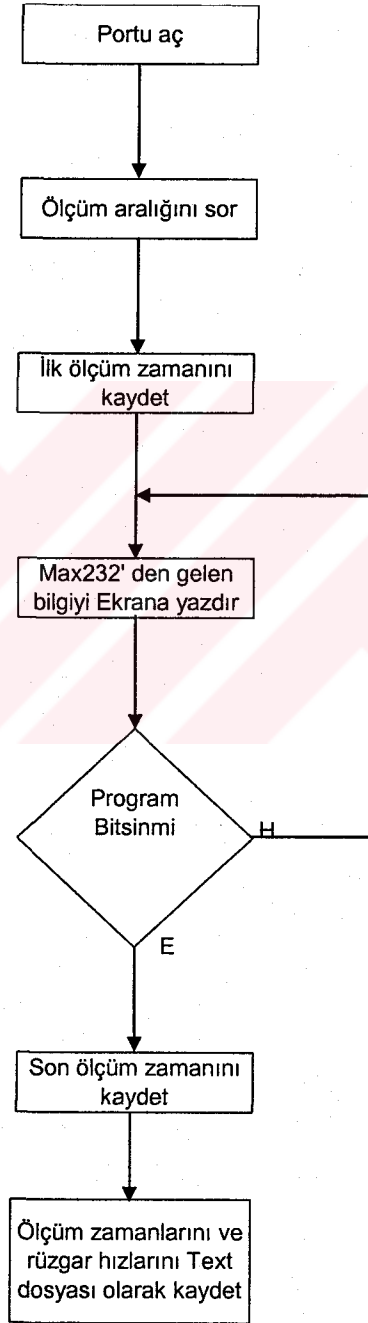 Portu aç
Ölçüm aralığını sor
İlk ölçüm zamanını
kaydet
Max232' den gelen
bilgiyi Ekrana yazdır
Program
Bitsinmi
H
E
Son ölçüm zamanını
kaydet
Ölçüm zamanlarını ve
rüzgar hızlarını Text
dosyası olarak kaydet